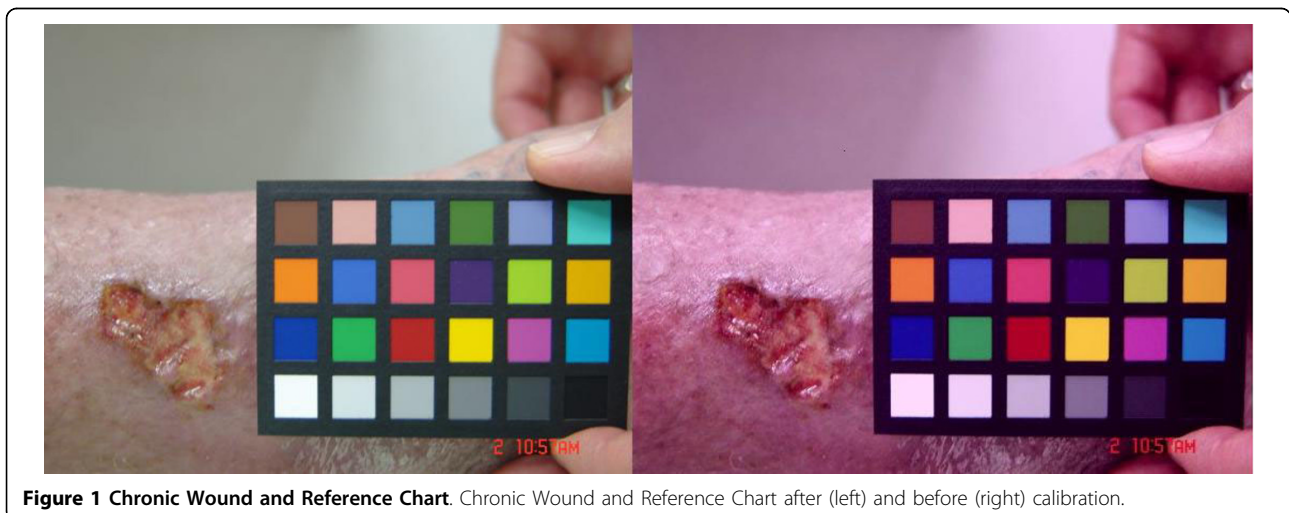 2 10:57AM
2 10:57AM
Figure 1 Chronic Wound and Reference Chart. Chronic Wound and Reference Chart after (left) and before (right) calibration.